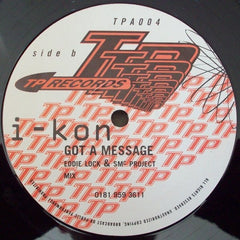 TPA004
side b
TP
TP RECORDS
i-kon
GOT A MESSAGE
EDDIE LOCK & SMF PROJECT
MIX
0181 959 3611